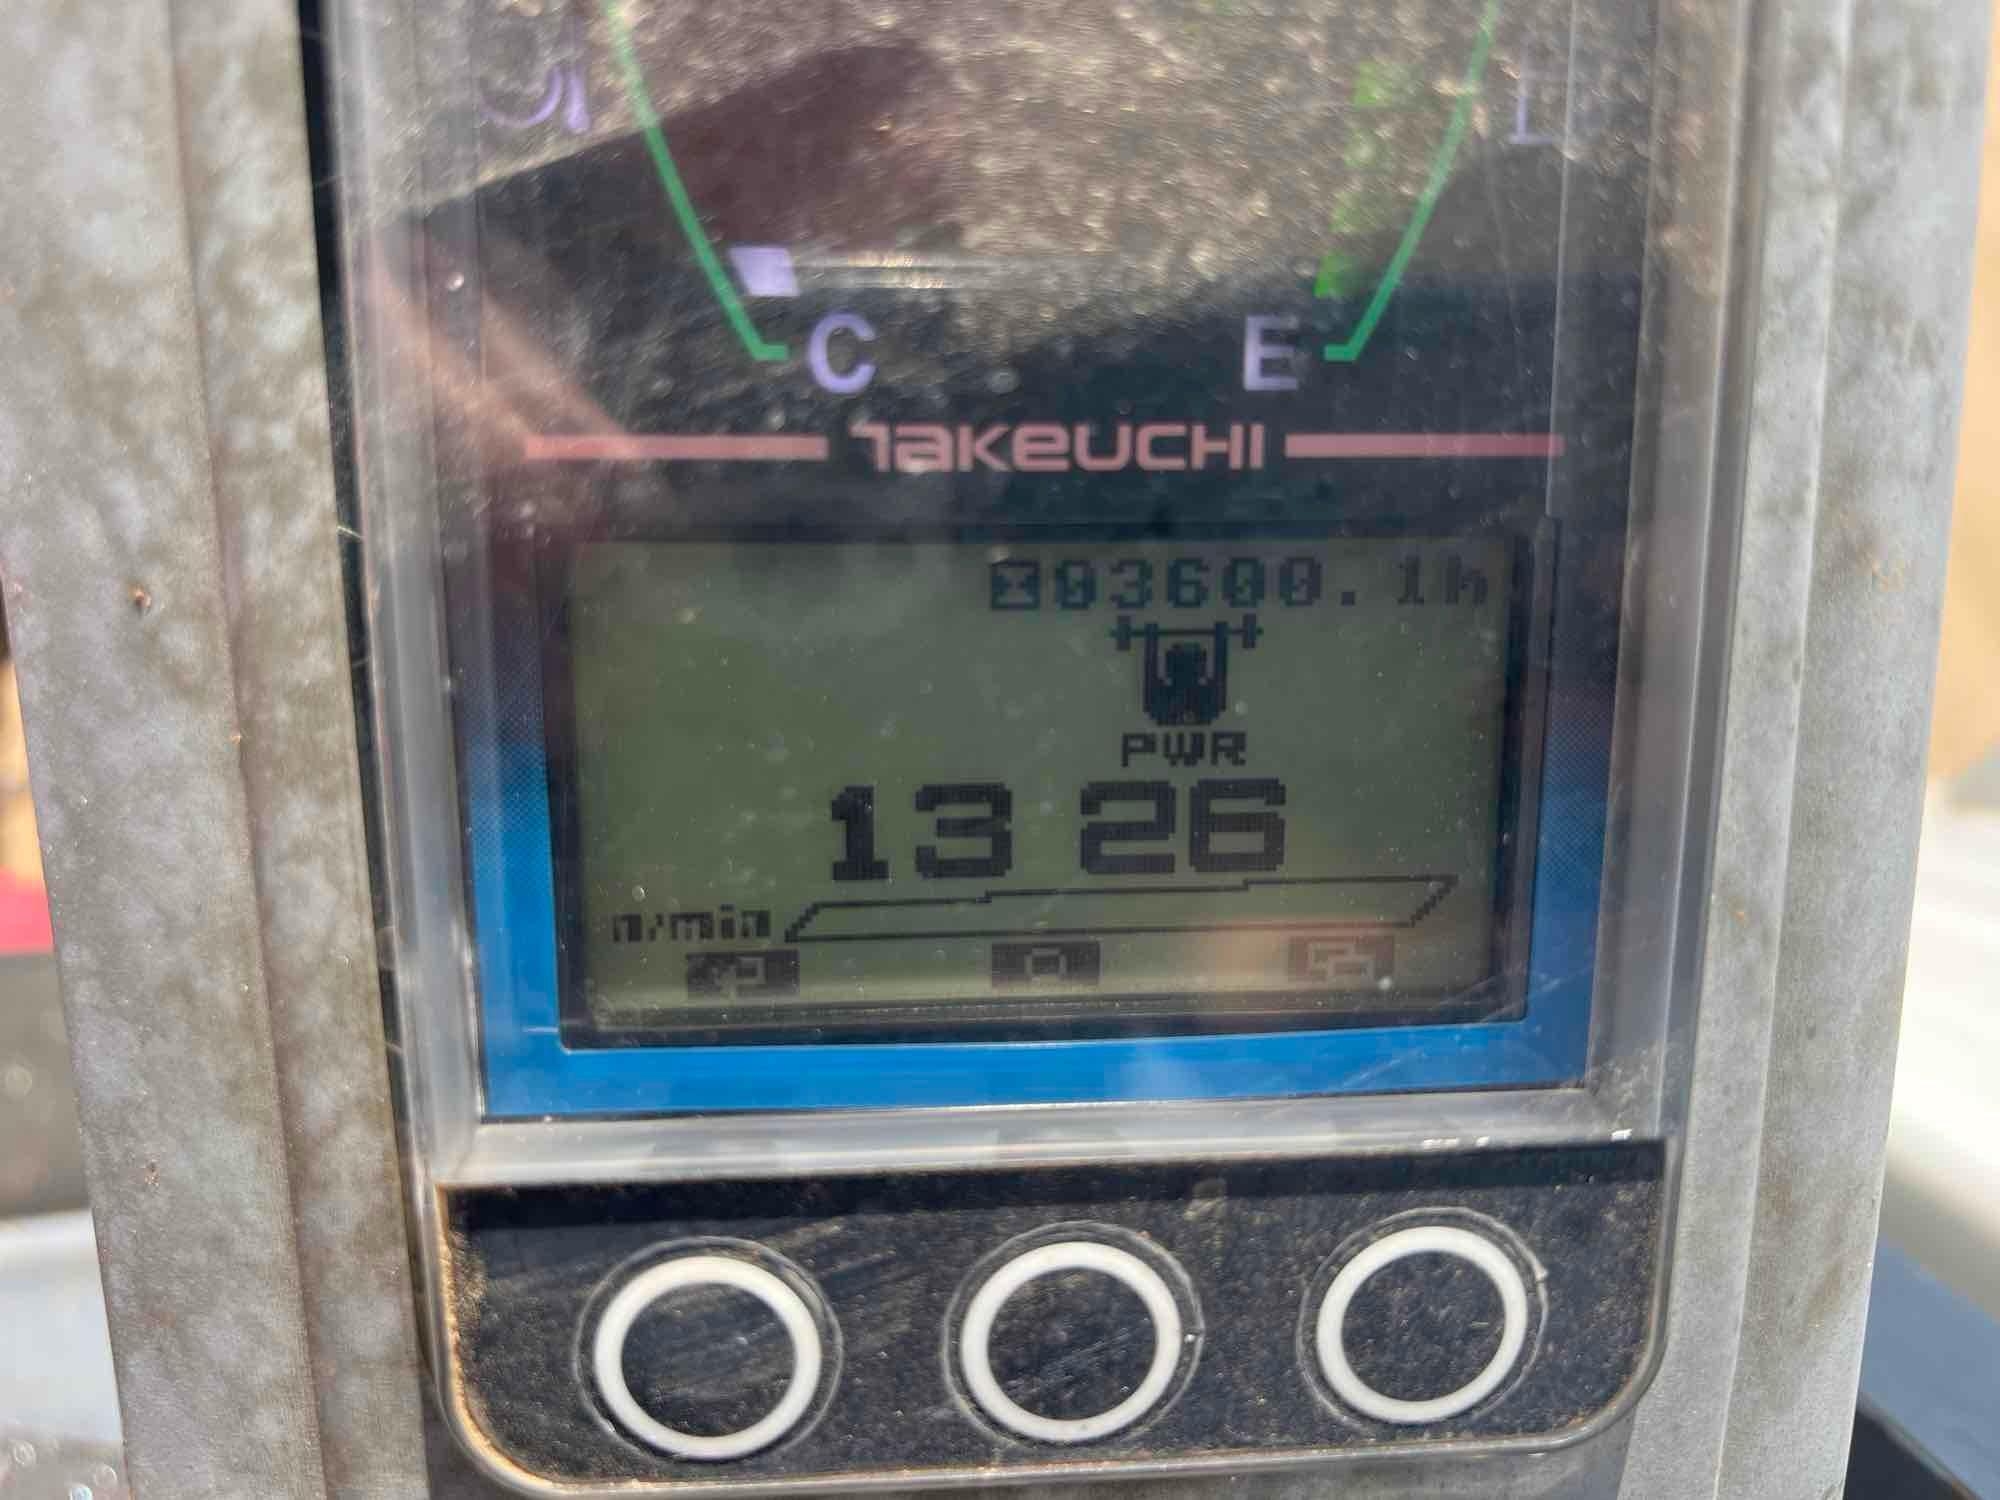 C E
TAKEUCHI
03600.1h
PWR
1326
n/min